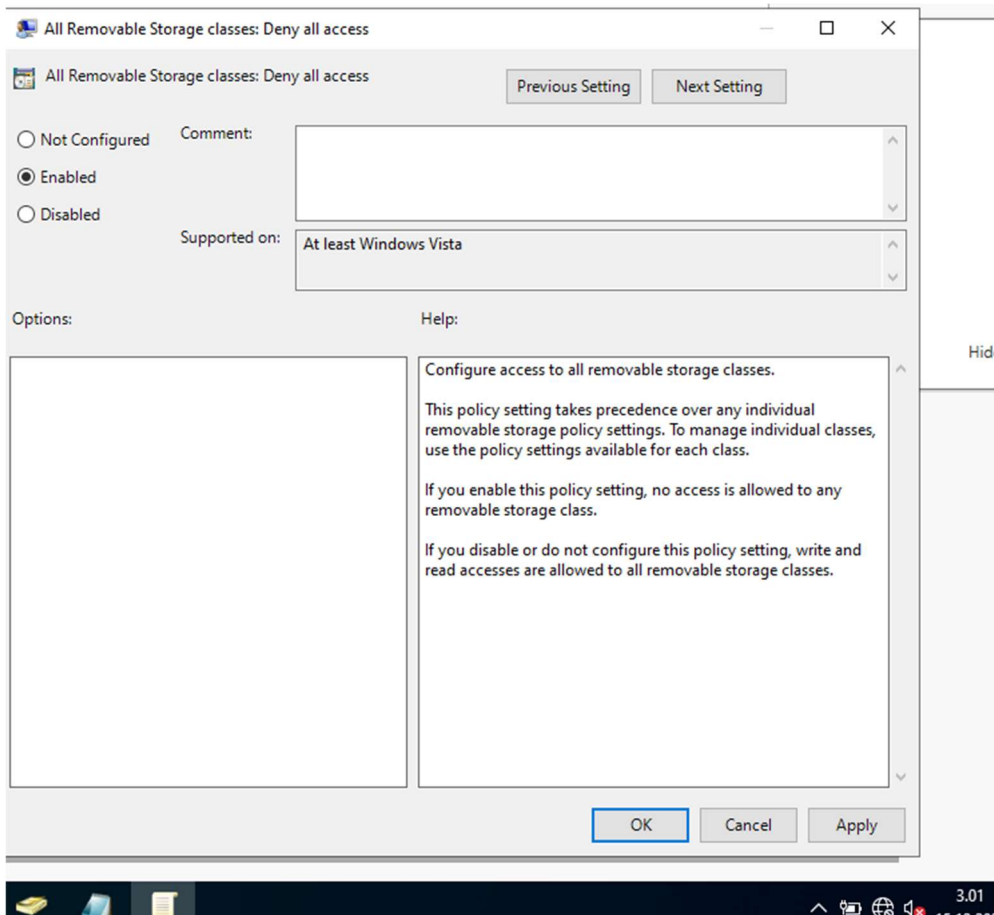 All Removable Storage classes: Deny all access
All Removable Storage classes: Deny all access
Previous Setting
Next Setting
Not Configured
Comment:
Enabled
Disabled
Supported on:
At least Windows Vista
Options:
Help:
Configure access to all removable storage classes.
This policy setting takes precedence over any individual
removable storage policy settings. To manage individual classes,
use the policy settings available for each class.
If you enable this policy setting, no access is allowed to any
removable storage class.
If you disable or do not configure this policy setting, write and
read accesses are allowed to all removable storage classes.
Hid
OK
Cancel
Apply
3.01